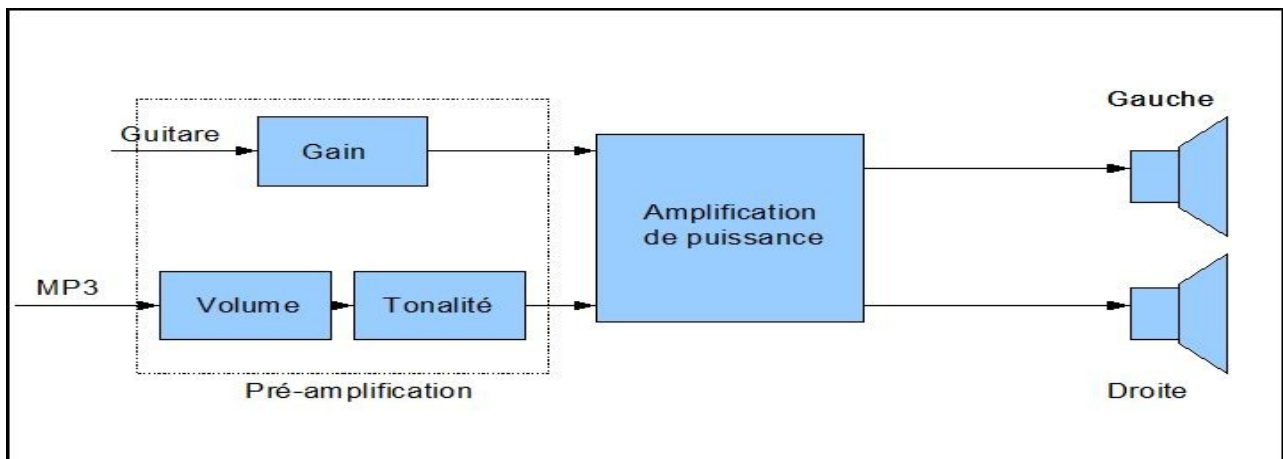 Gauche
Guitare
Gain
Amplification
de puissance
MP3
Volume
Tonalité
Pré-amplification
Droite